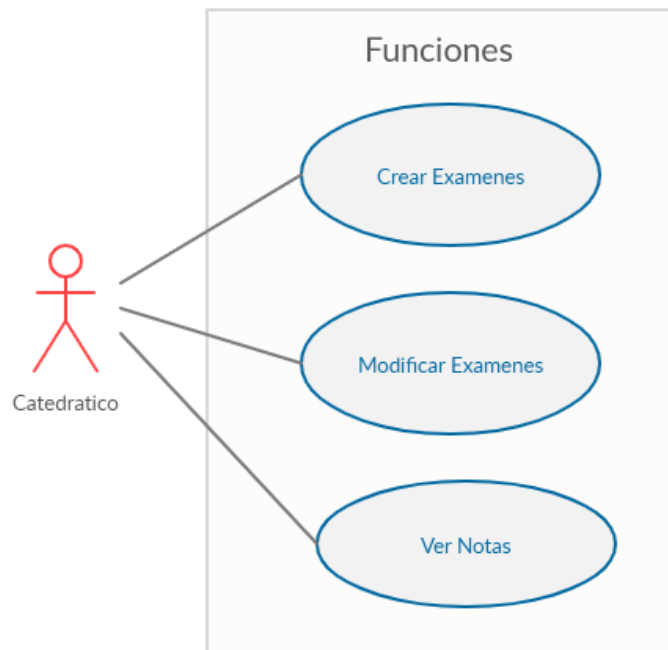 Funciones
Crear Examenes
Modificar Examenes
Catedratico
Ver Notas